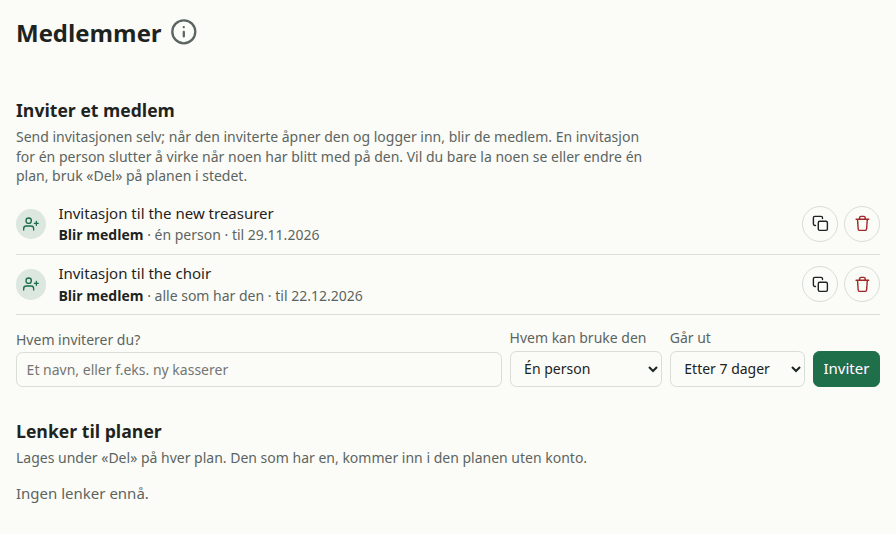 Medlemmer
Inviter et medlem
Send invitasjonen selv; når den inviterte åpner den og logger inn, blir de medlem. En invitasjon
for én person slutter å virke når noen har blitt med på den. Vil du bare la noen se eller endre én
plan, bruk «Del» på planen i stedet.
Invitasjon til the new treasurer
Blir medlem · én person · til 29.11.2026
Invitasjon til the choir
Blir medlem · alle som har den · til 22.12.2026
Hvem inviterer du?
Et navn, eller f.eks. ny kasserer
Hvem kan bruke den
Én person
Går ut
Etter 7 dager
Inviter
Lenker til planer
Lages under «Del» på hver plan. Den som har en, kommer inn i den planen uten konto.
Ingen lenker ennå.